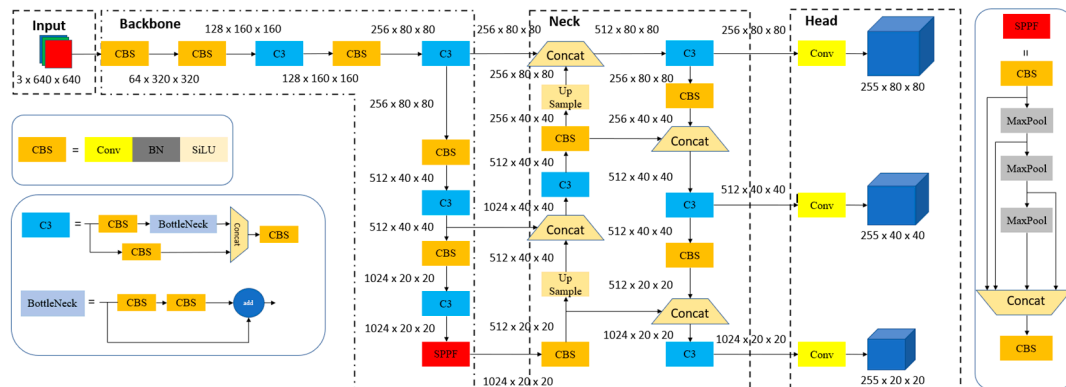 Input
Backbone
Neck
Head
SPPF
=
128 x 160 x 160
256 x 80 x 80
256 x 80 x 80
512 x 80 x 80
256 x 80 x 80
CBS
CBS
C3
CBS
C3
Concat
C3
Conv
3 x 640 x 640
64 x 320 x 320
128 x 160 x 160
256 x 80 x 80
256 x 80 x 80
255 x 80 x 80
256 x 80 x 80
Up
Sample
CBS
256 x 40 x 40
256 x 40 x 40
CBS
CBS
Concat
512 x 40 x 40
512 x 40 x 40
512 x 40 x 40
512 x 40 x 40
C3
C3
C3
Conv
1024 x 40 x 40
512 x 40 x 40
512 x 40 x 40
255 x 40 x 40
CBS
Concat
CBS
512 x 40 x 40
1024 x 20 x 20
Up
Sample
512 x 20 x 20
C3
Concat
1024 x 20 x 20
512 x 20 x 20
1024 x 20 x 20
1024 x 20 x 20
SPPF
CBS
C3
Conv
1024 x 20 x 20
255 x 20 x 20
CBS
=
Conv
BN
SiLU
C3
=
CBS
BottleNeck
Concat
CBS
CBS
BottleNeck
=
CBS
CBS
add
CBS
MaxPool
MaxPool
MaxPool
Concat
CBS